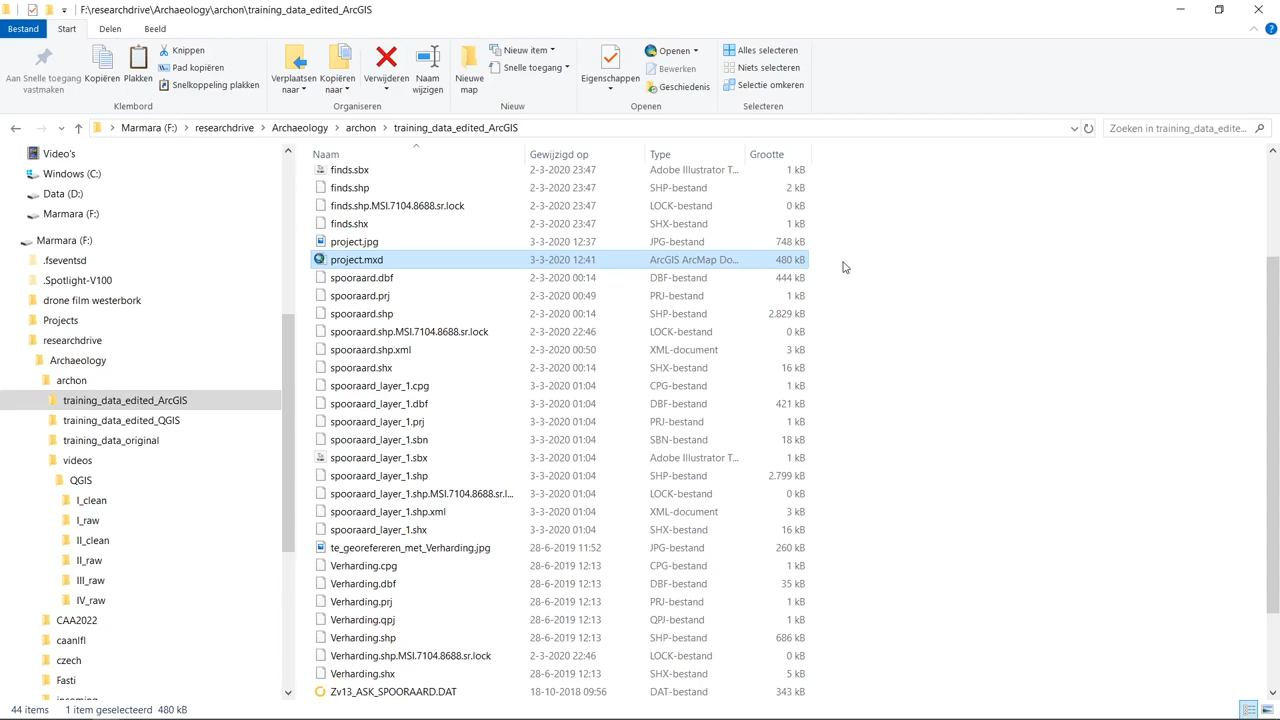 F:\researchdrive\Archaeology\archon\training_data_edited_ArcGIS
Bestand Start Delen Beeld
Aan Snelle toegang vastmaken
Kopiëren
Plakken
Knippen
Pad kopiëren
Snelkoppeling plakken
Klembord
Verplaatsen naar
Kopiëren naar
Verwijderen
Naam wijzigen
Organiseren
Nieuwe map
Nieuw item
Snelle toegang
Nieuw
Eigenschappen
Openen
Bewerken
Geschiedenis
Openen
Alles selecteren
Niets selecteren
Selectie omkeren
Selecteren
Marmara (F:) researchdrive Archaeology archon training_data_edited_ArcGIS
Zoeken in training_data_edite...
Video's
Windows (C:)
Data (D:)
Marmara (F:)
Marmara (F:)
.fseventsd
.Spotlight-V100
drone film westerbork
Projects
researchdrive
Archaeology
archon
training_data_edited_ArcGIS
training_data_edited_QGIS
training_data_original
videos
QGIS
I_clean
I_raw
II_clean
II_raw
III_raw
IV_raw
CAA2022
caanlfl
czech
Fasti
incoming
Naam Gewijzigd op Type Grootte
finds.sbx 2-3-2020 23:47 Adobe Illustrator T... 1 kB
finds.shp 2-3-2020 23:47 SHP-bestand 2 kB
finds.shp.MSI.7104.8688.sr.lock 2-3-2020 23:47 LOCK-bestand 0 kB
finds.shx 2-3-2020 23:47 SHX-bestand 1 kB
project.jpg 3-3-2020 12:37 JPG-bestand 748 kB
project.mxd 3-3-2020 12:41 ArcGIS ArcMap Do... 480 kB
spooraard.dbf 2-3-2020 00:14 DBF-bestand 444 kB
spooraard.prj 2-3-2020 00:49 PRJ-bestand 1 kB
spooraard.shp 2-3-2020 00:14 SHP-bestand 2.829 kB
spooraard.shp.MSI.7104.8688.sr.lock 2-3-2020 22:46 LOCK-bestand 0 kB
spooraard.shp.xml 2-3-2020 00:50 XML-document 3 kB
spooraard.shx 2-3-2020 00:14 SHX-bestand 16 kB
spooraard_layer_1.cpg 3-3-2020 01:04 CPG-bestand 1 kB
spooraard_layer_1.dbf 3-3-2020 01:04 DBF-bestand 421 kB
spooraard_layer_1.prj 3-3-2020 01:04 PRJ-bestand 1 kB
spooraard_layer_1.sbn 3-3-2020 01:04 SBN-bestand 18 kB
spooraard_layer_1.sbx 3-3-2020 01:04 Adobe Illustrator T... 1 kB
spooraard_layer_1.shp 3-3-2020 01:04 SHP-bestand 2.799 kB
spooraard_layer_1.shp.MSI.7104.8688.sr.l... 3-3-2020 01:04 LOCK-bestand 0 kB
spooraard_layer_1.shp.xml 3-3-2020 01:04 XML-document 3 kB
spooraard_layer_1.shx 3-3-2020 01:04 SHX-bestand 16 kB
te_georefereren_met_Verharding.jpg 28-6-2019 11:52 JPG-bestand 260 kB
Verharding.cpg 28-6-2019 12:13 CPG-bestand 1 kB
Verharding.dbf 28-6-2019 12:13 DBF-bestand 35 kB
Verharding.prj 28-6-2019 12:13 PRJ-bestand 1 kB
Verharding.qpj 28-6-2019 12:13 QPJ-bestand 1 kB
Verharding.shp 28-6-2019 12:13 SHP-bestand 686 kB
Verharding.shp.MSI.7104.8688.sr.lock 2-3-2020 22:46 LOCK-bestand 0 kB
Verharding.shx 28-6-2019 12:13 SHX-bestand 5 kB
Zv13_ASK_SPOORAARD.DAT 18-10-2018 09:56 DAT-bestand 343 kB
44 items 1 item geselecteerd 480 kB